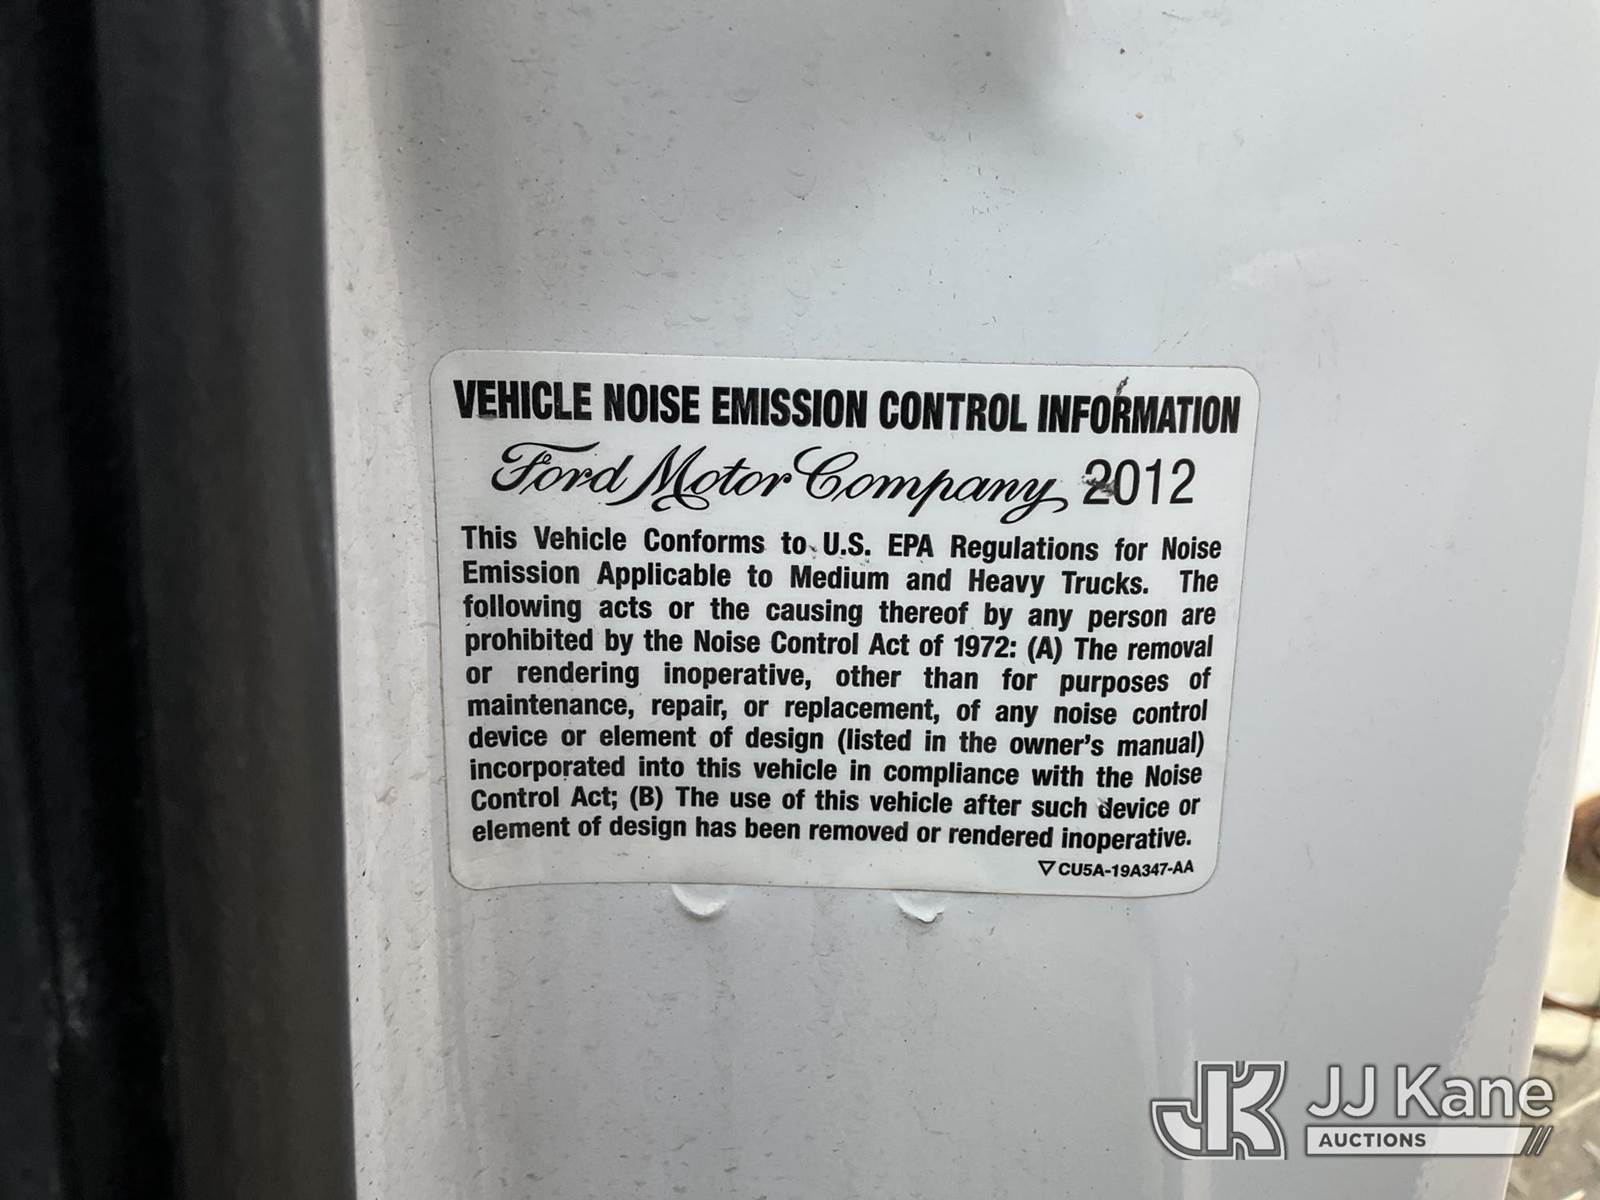 VEHICLE NOISE EMISSION CONTROL INFORMATION
Ford Motor Company 2012
This Vehicle Conforms to U.S. EPA Regulations for Noise
Emission Applicable to Medium and Heavy Trucks. The
following acts or the causing thereof by any person are
prohibited by the Noise Control Act of 1972: (A) The removal
or rendering inoperative, other than for purposes of
maintenance, repair, or replacement, of any noise control
device or element of design (listed in the owner's manual)
incorporated into this vehicle in compliance with the Noise
Control Act; (B) The use of this vehicle after such device or
element of design has been removed or rendered inoperative.
CU5A-19A347-AA
JK JJ Kane
AUCTIONS